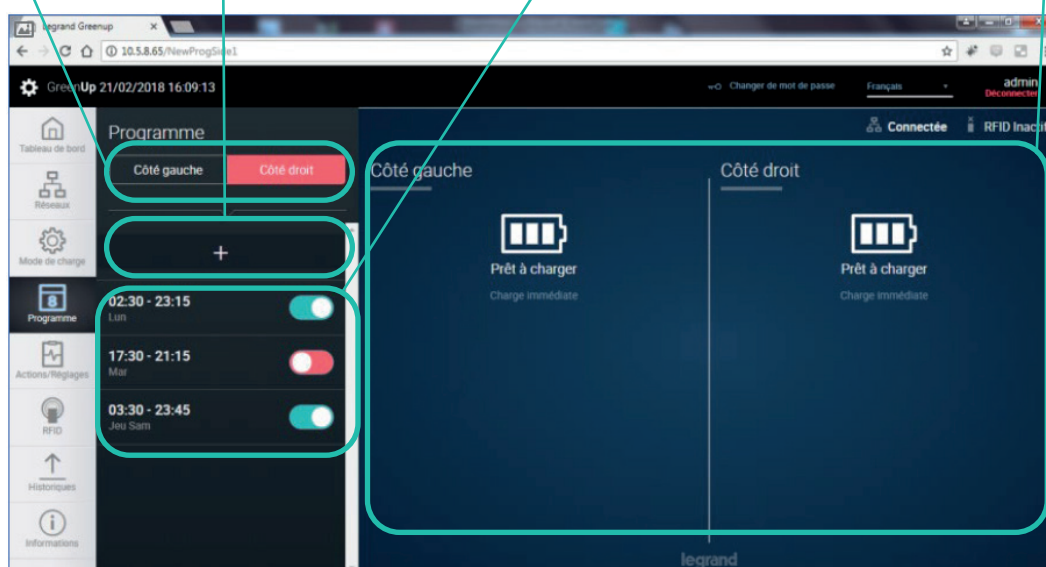 Legrand Greenup
10.5.8.65/NewProgSide1
GreenUp 21/02/2018 16:09:13
Changer de mot de passe
Français
admin
Déconnecter
Connectée
RFID Inactif
Tableau de bord
Réseaux
Mode de charge
8
Programme
Actions/Réglages
RFID
Historiques
Informations
Programme
Côté gauche
Côté droit
+
02:30 - 23:15
Lun
17:30 - 21:15
Mar
03:30 - 23:45
Jeu Sam
Côté gauche
Prêt à charger
Charge immédiate
Côté droit
Prêt à charger
Charge immédiate
legrand